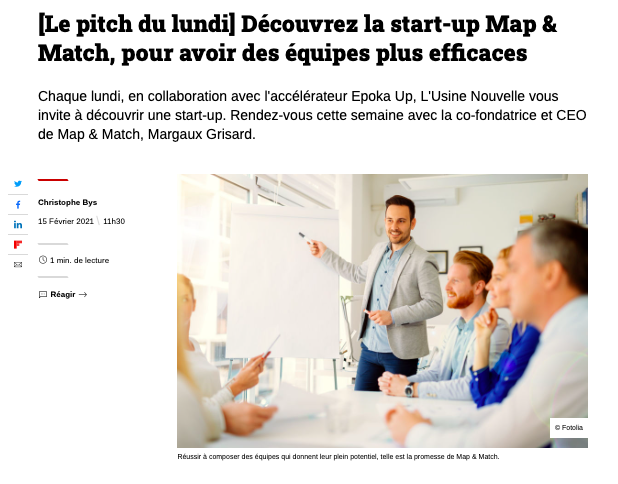 [Le pitch du lundi] Découvrez la start-up Map &
Match, pour avoir des équipes plus efficaces
Chaque lundi, en collaboration avec l'accélérateur Epoka Up, L'Usine Nouvelle vous
invite à découvrir une start-up. Rendez-vous cette semaine avec la co-fondatrice et CEO
de Map & Match, Margaux Grisard.
Christophe Bys
15 Février 2021 \ 11h30
1 min. de lecture
Réagir →
© Fotolia
Réussir à composer des équipes qui donnent leur plein potentiel, telle est la promesse de Map & Match.